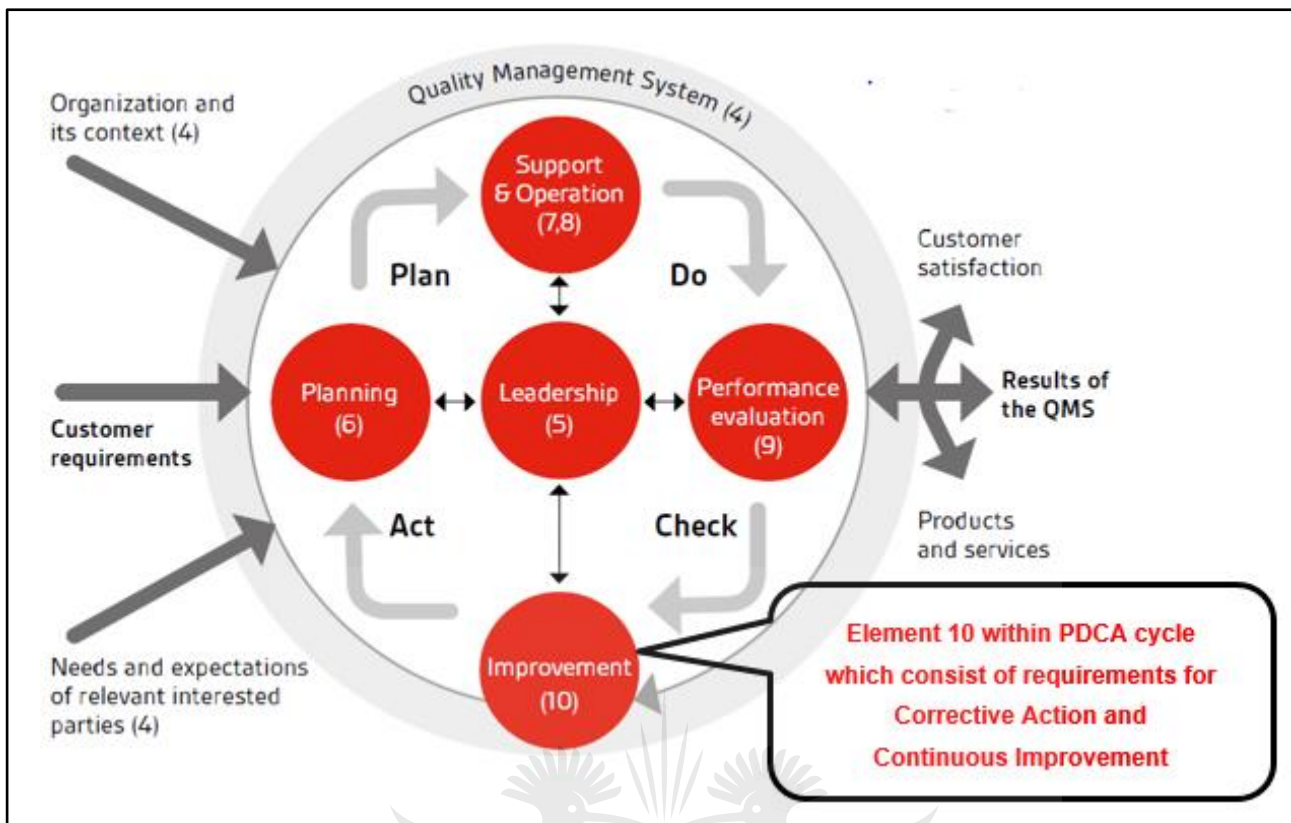 Quality Management System (4)
Organization and
its context (4)
Support
& Operation
(7,8)
Plan
Do
Customer
satisfaction
Customer
requirements
Planning
(6)
Leadership
(5)
Performance
evaluation
(9)
Results of
the QMS
Act
Check
Products
and services
Needs and expectations
of relevant interested
parties (4)
Improvement
(10)
Element 10 within PDCA cycle
which consist of requirements for
Corrective Action and
Continuous Improvement